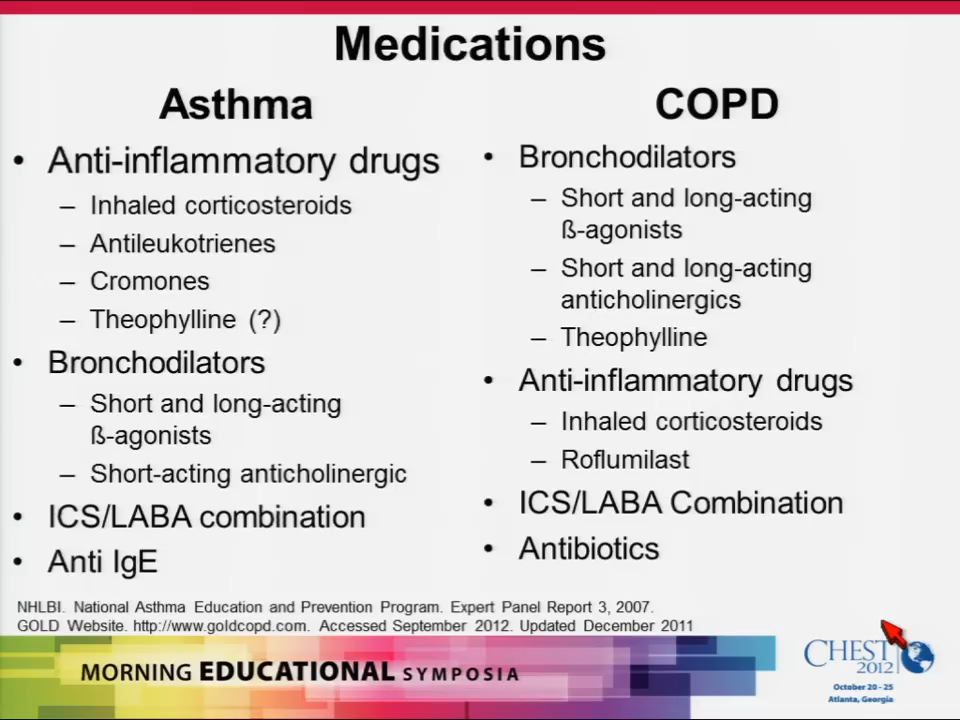 Medications
Asthma
• Anti-inflammatory drugs
– Inhaled corticosteroids
– Antileukotrienes
– Cromones
– Theophylline (?)
• Bronchodilators
– Short and long-acting
ß-agonists
– Short-acting anticholinergic
• ICS/LABA combination
• Anti IgE
COPD
• Bronchodilators
– Short and long-acting
ß-agonists
– Short and long-acting
anticholinergics
– Theophylline
• Anti-inflammatory drugs
– Inhaled corticosteroids
– Roflumilast
• ICS/LABA Combination
• Antibiotics
NHLBI. National Asthma Education and Prevention Program. Expert Panel Report 3, 2007.
GOLD Website. http://www.goldcopd.com. Accessed September 2012. Updated December 2011
MORNING EDUCATIONAL SYMPOSIA
CHEST
2012
October 20 - 25
Atlanta, Georgia